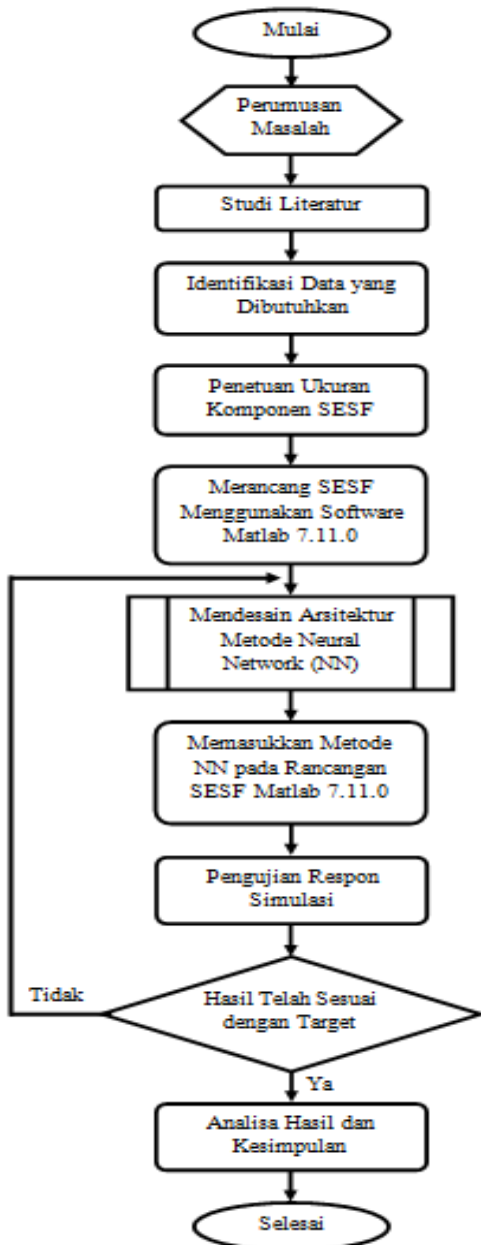 Mulai
Perumusan
Masalah
Studi Literatur
Identifikasi Data yang
Dibutuhkan
Penetuan Ukuran
Komponen SESF
Merancang SESF
Menggunakan Software
Matlab 7.11.0
Mendesain Arsitektur
Metode Neural
Network (NN)
Memasukkan Metode
NN pada Rancangan
SESF Matlab 7.11.0
Pengujian Respon
Simulasi
Tidak
Hasil Telah Sesuai
dengan Target
Ya
Analisa Hasil dan
Kesimpulan
Selesai